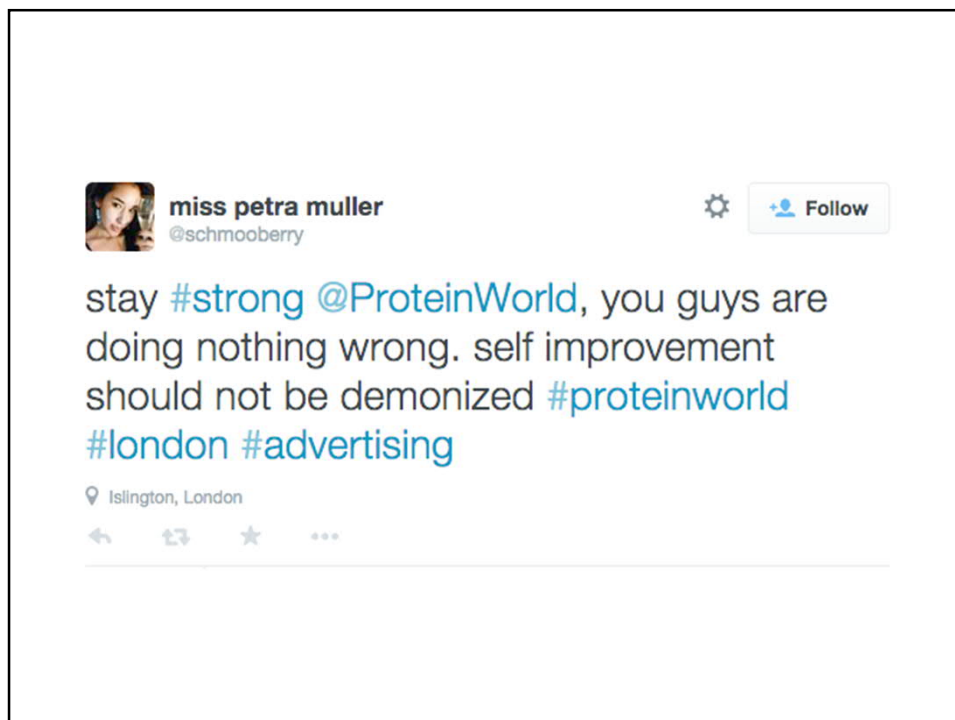 miss petra muller
@schmooberry
Follow
stay #strong @ProteinWorld, you guys are
doing nothing wrong. self improvement
should not be demonized #proteinworld
#london #advertising
Islington, London